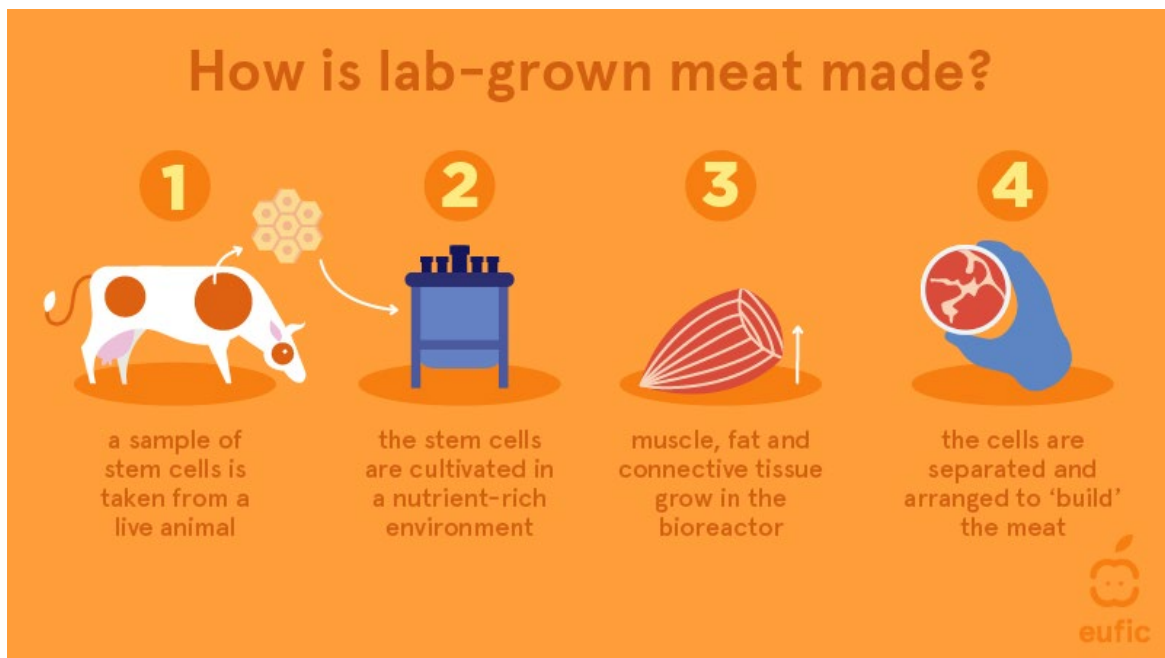 How is lab-grown meat made?
1
2
3
4
a sample of
stem cells is
taken from a
live animal
the stem cells
are cultivated in
a nutrient-rich
environment
muscle, fat and
connective tissue
grow in the
bioreactor
the cells are
separated and
arranged to ‘build’
the meat
eufic